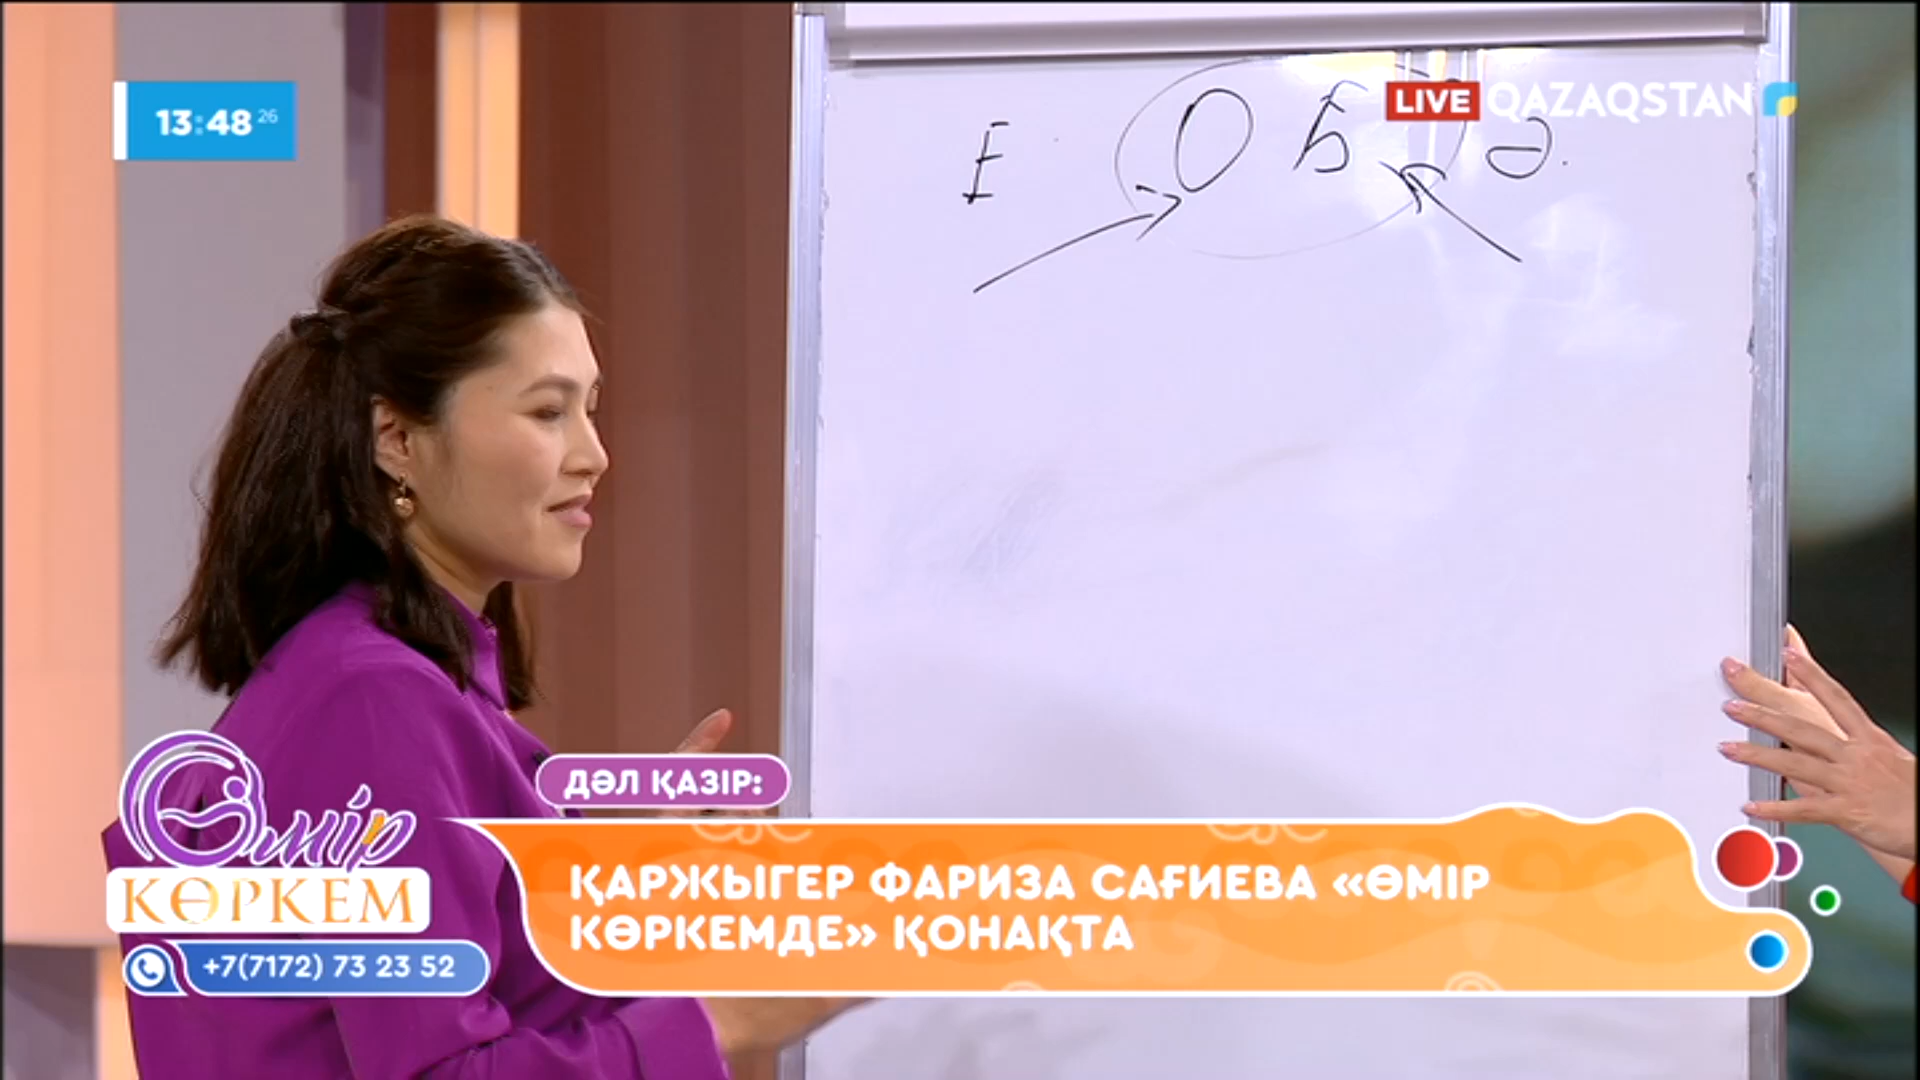 13:48 26
LIVE QAZAQSTAN
E О Б Ә
ДӘЛ ҚАЗІР:
Өмір
КӨРКЕМ
ҚАРЖЫГЕР ФАРИЗА САҒИЕВА «ӨМІР
КӨРКЕМДЕ» ҚОНАҚТА
+7(7172) 73 23 52